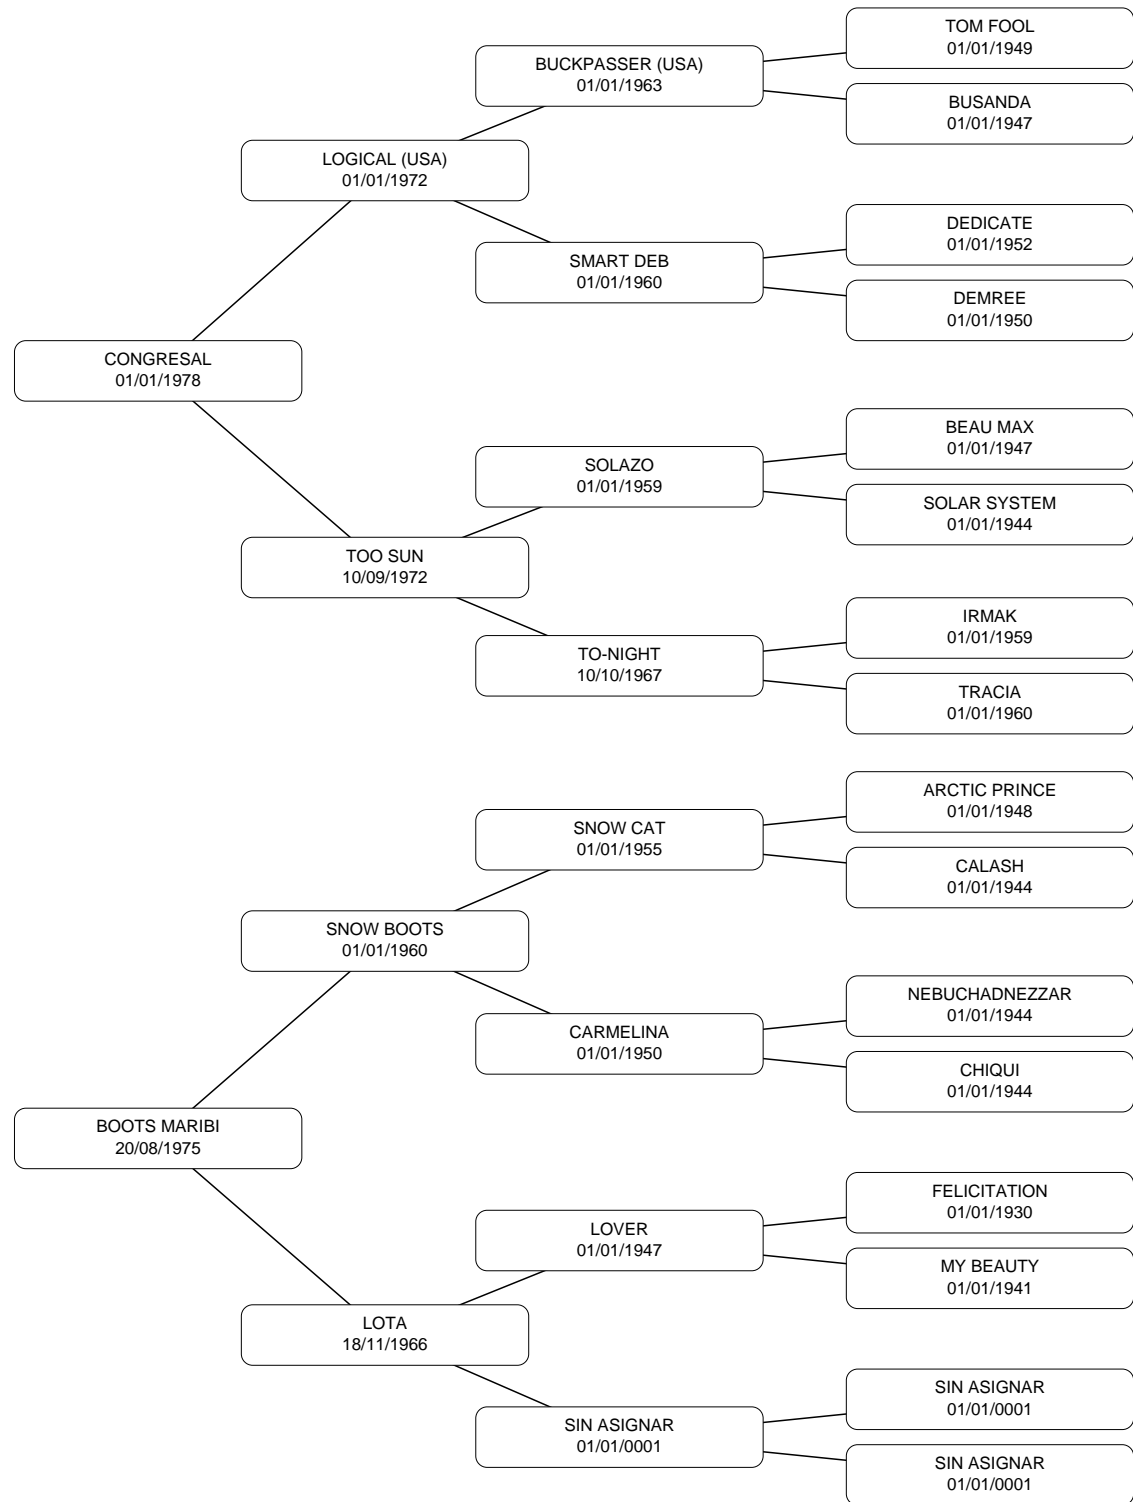 TOM FOOL
01/01/1949
BUCKPASSER (USA)
01/01/1963
BUSANDA
01/01/1947
LOGICAL (USA)
01/01/1972
DEDICATE
01/01/1952
SMART DEB
01/01/1960
DEMREE
01/01/1950
CONGRESAL
01/01/1978
BEAU MAX
01/01/1947
SOLAZO
01/01/1959
SOLAR SYSTEM
01/01/1944
TOO SUN
10/09/1972
IRMAK
01/01/1959
TO-NIGHT
10/10/1967
TRACIA
01/01/1960
ARCTIC PRINCE
01/01/1948
SNOW CAT
01/01/1955
CALASH
01/01/1944
SNOW BOOTS
01/01/1960
NEBUCHADNEZZAR
01/01/1944
CARMELINA
01/01/1950
CHIQUI
01/01/1944
BOOTS MARIBI
20/08/1975
FELICITATION
01/01/1930
LOVER
01/01/1947
MY BEAUTY
01/01/1941
LOTA
18/11/1966
SIN ASIGNAR
01/01/0001
SIN ASIGNAR
01/01/0001
SIN ASIGNAR
01/01/0001